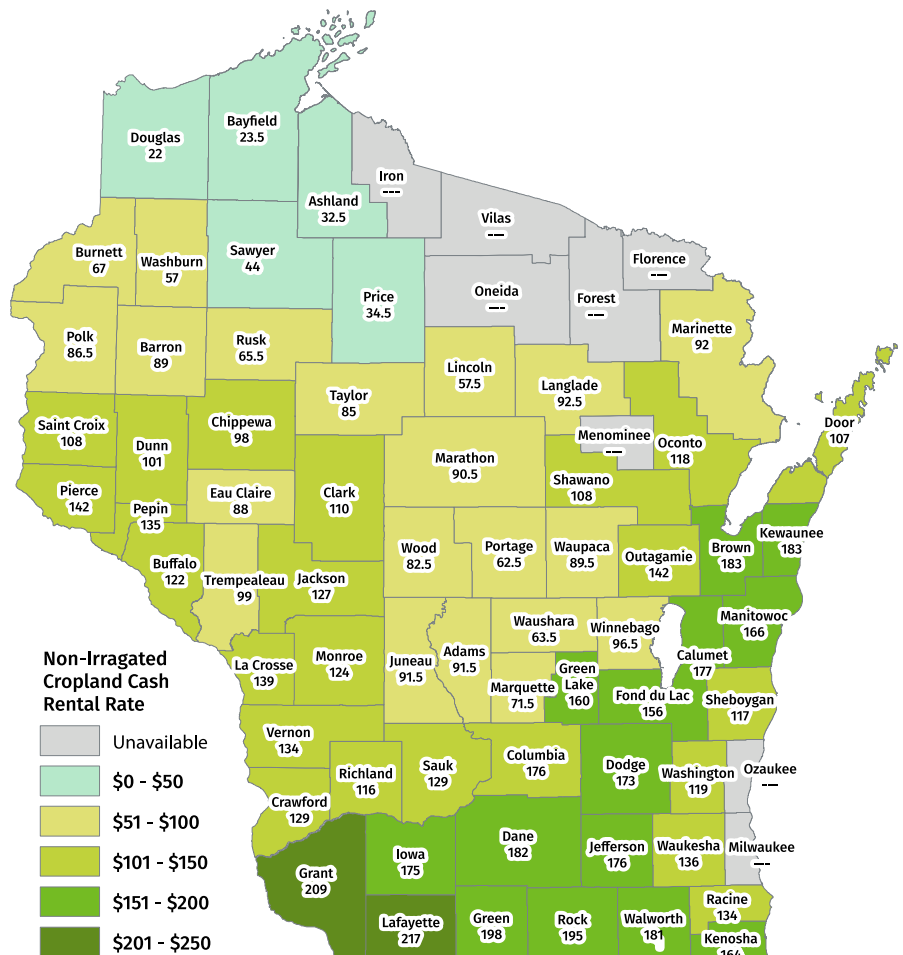 Bayfield
23.5
Douglas
22
Iron
---
Ashland
32.5
Vilas
---
Burnett
67
Washburn
57
Sawyer
44
Florence
---
Price
34.5
Oneida
---
Forest
---
Marinette
92
Polk
86.5
Barron
89
Rusk
65.5
Lincoln
57.5
Langlade
92.5
Taylor
85
Saint Croix
108
Dunn
101
Chippewa
98
Menominee
---
Oconto
118
Door
107
Marathon
90.5
Shawano
108
Pierce
142
Pepin
135
Eau Claire
88
Clark
110
Buffalo
122
Trempealeau
99
Jackson
127
Wood
82.5
Portage
62.5
Waupaca
89.5
Outagamie
142
Brown
183
Kewaunee
183
Waushara
63.5
Winnebago
96.5
Manitowoc
166
Calumet
177
La Crosse
139
Monroe
124
Juneau
91.5
Adams
91.5
Marquette
71.5
Green
Lake
160
Fond du Lac
156
Sheboygan
117
Vernon
134
Richland
116
Sauk
129
Columbia
176
Dodge
173
Washington
119
Ozaukee
---
Crawford
129
Grant
209
Iowa
175
Dane
182
Jefferson
176
Waukesha
136
Milwaukee
---
Lafayette
217
Green
198
Rock
195
Walworth
181
Racine
134
Kenosha
164
Non-Irragated
Cropland Cash
Rental Rate
Unavailable
$0 - $50
$51 - $100
$101 - $150
$151 - $200
$201 - $250